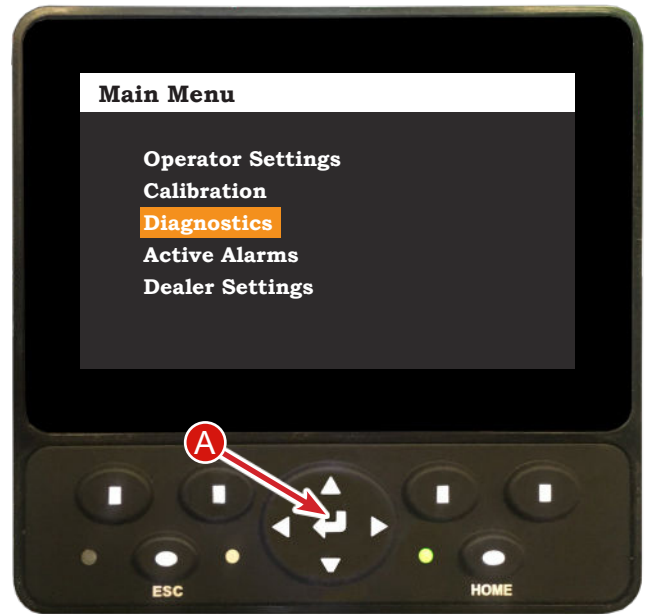 Main Menu
Operator Settings
Calibration
Diagnostics
Active Alarms
Dealer Settings
A
ESC
HOME